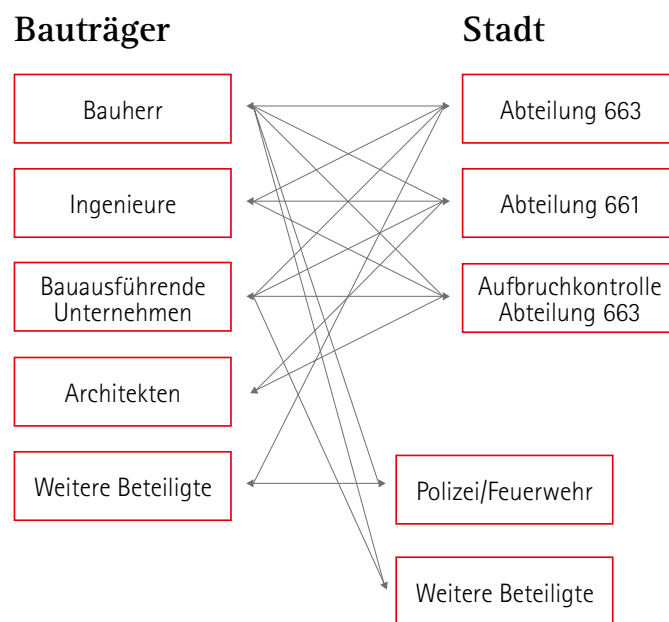 Bauträger
Stadt
Bauherr
Abteilung 663
Ingenieure
Abteilung 661
Bauausführende
Unternehmen
Aufbruchkontrolle
Abteilung 663
Architekten
Weitere Beteiligte
Polizei/Feuerwehr
Weitere Beteiligte